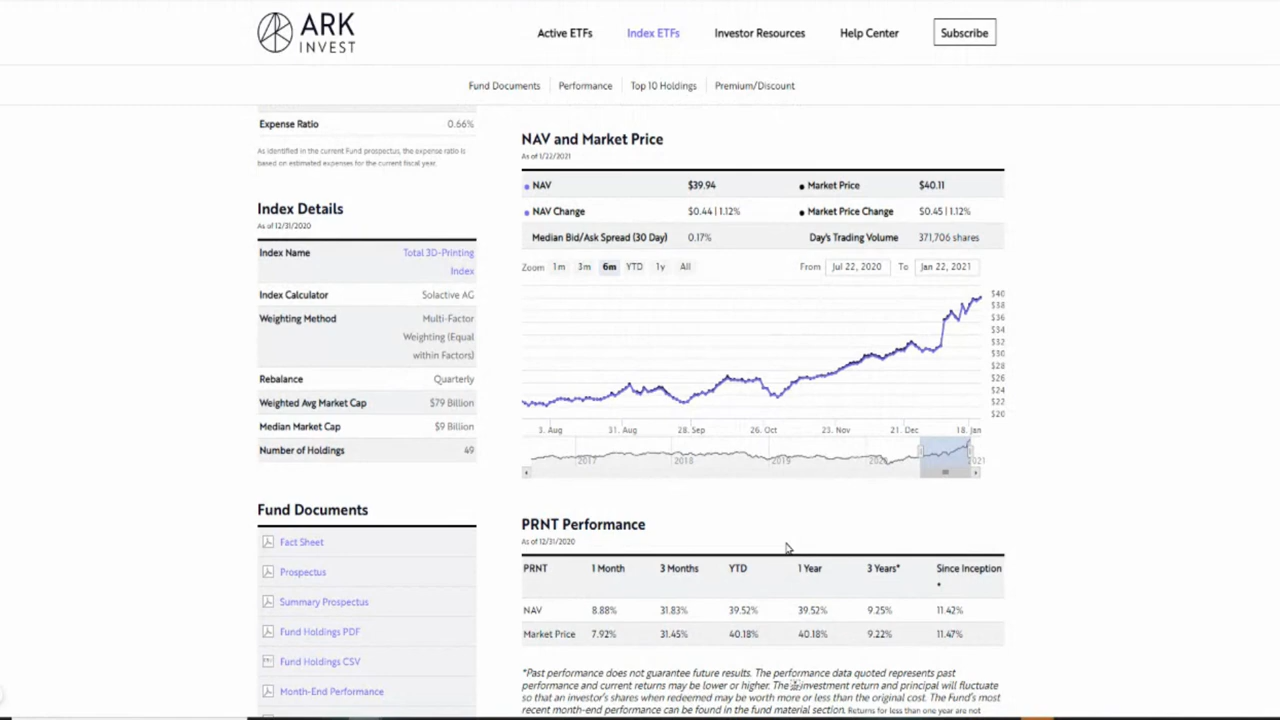 ARK
INVEST
Active ETFs
Index ETFs
Investor Resources
Help Center
Subscribe
Fund Documents
Performance
Top 10 Holdings
Premium/Discount
Expense Ratio 0.66%
As identified in the current Fund prospectus, the expense ratio is
based on estimated expenses for the current fiscal year.
Index Details
As of 12/31/2020
Index Name Total 3D-Printing
Index
Index Calculator Solactive AG
Weighting Method Multi-Factor
Weighting (Equal
within Factors)
Rebalance Quarterly
Weighted Avg Market Cap $79 Billion
Median Market Cap $9 Billion
Number of Holdings 49
Fund Documents
Fact Sheet
Prospectus
Summary Prospectus
Fund Holdings PDF
Fund Holdings CSV
Month-End Performance
NAV and Market Price
As of 1/22/2021
NAV $39.94 Market Price $40.11
NAV Change $0.44 | 1.12% Market Price Change $0.45 | 1.12%
Median Bid/Ask Spread (30 Day) 0.17% Day's Trading Volume 371,706 shares
Zoom 1m 3m 6m YTD 1y All From Jul 22, 2020 To Jan 22, 2021
$40
$38
$36
$34
$32
$30
$28
$26
$24
$22
$20
3. Aug 31. Aug 28. Sep 26. Oct 23. Nov 21. Dec 18. Jan
2017 2018 2019 2021
PRNT Performance
As of 12/31/2020
PRNT 1 Month 3 Months YTD 1 Year 3 Years* Since Inception
*
NAV 8.88% 31.83% 39.52% 39.52% 9.25% 11.42%
Market Price 7.92% 31.45% 40.18% 40.18% 9.22% 11.47%
*Past performance does not guarantee future results. The performance data quoted represents past
performance and current returns may be lower or higher. The investment return and principal will fluctuate
so that an investor's shares when redeemed may be worth more or less than the original cost. The Fund's most
recent month-end performance can be found in the fund material section. Returns for less than one year are not